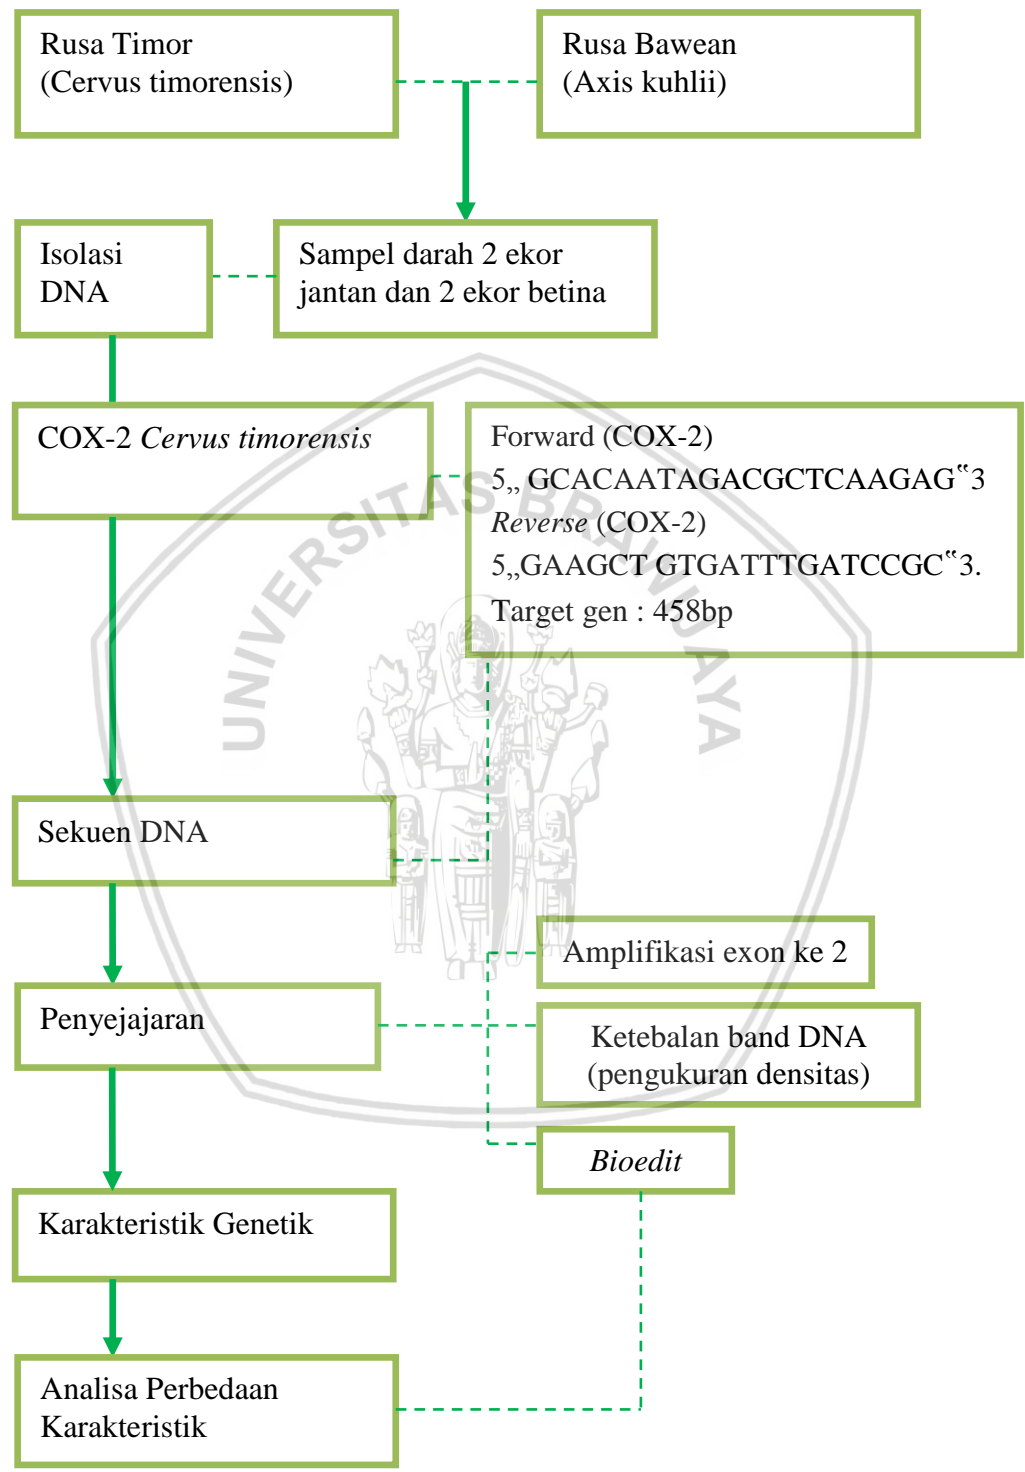 Rusa Timor
(Cervus timorensis)
Rusa Bawean
(Axis kuhlii)
Isolasi
DNA
Sampel darah 2 ekor
jantan dan 2 ekor betina
COX-2 Cervus timorensis
Forward (COX-2)
5„ GCACAATAGACGCTCAAGAG‟3
Reverse (COX-2)
5„GAAGCT GTGATTTGATCCGC‟3.
Target gen : 458bp
UNIVERSITAS BRAWIJAYA
Sekuen DNA
Amplifikasi exon ke 2
Penyejajaran
Ketebalan band DNA
(pengukuran densitas)
Bioedit
Karakteristik Genetik
Analisa Perbedaan
Karakteristik